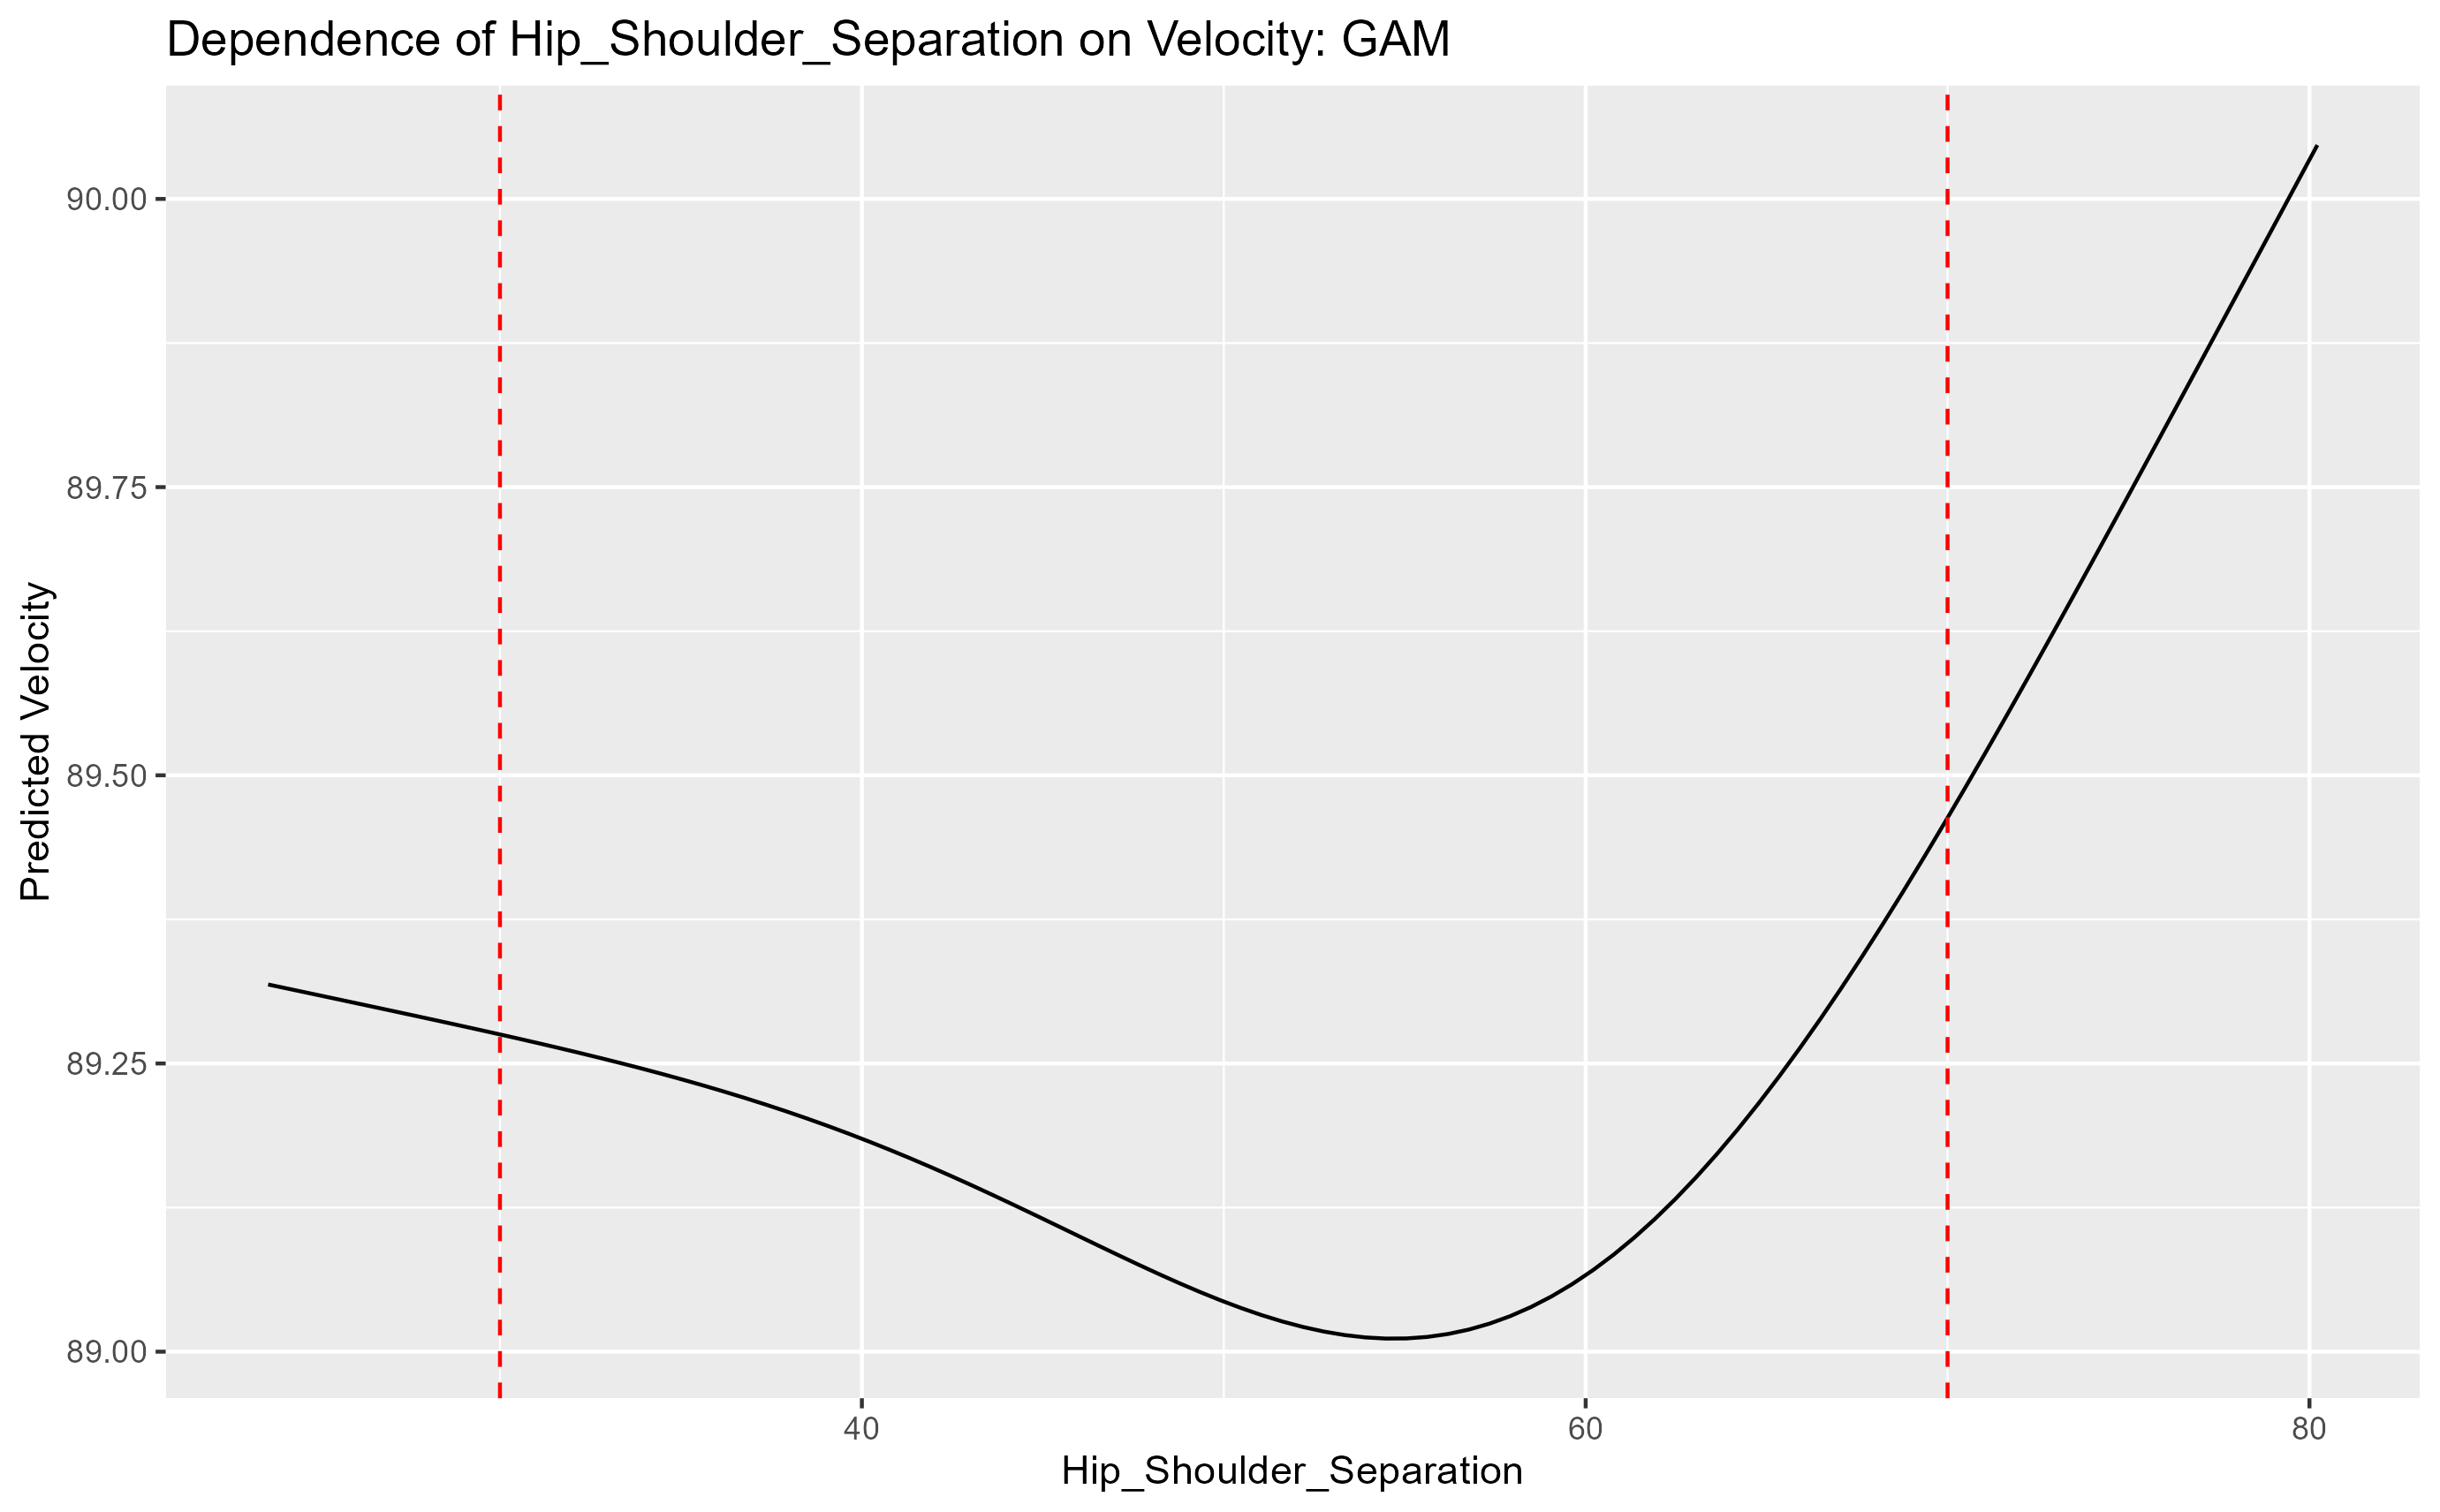 Dependence of Hip_Shoulder_Separation on Velocity: GAM
Predicted Velocity
90.00
89.75
89.50
89.25
89.00
40
60
80
Hip_Shoulder_Separation